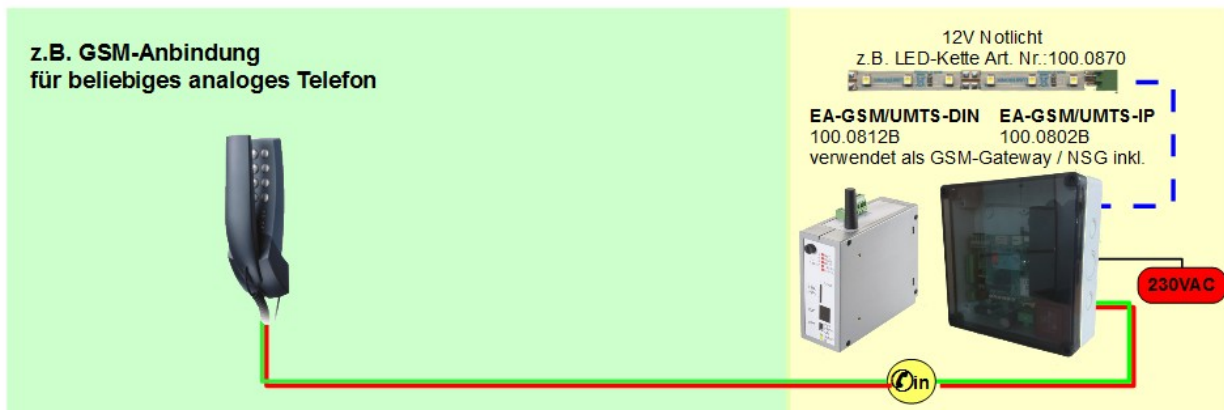 z.B. GSM-Anbindung
für beliebiges analoges Telefon
12V Notlicht
z.B. LED-Kette Art. Nr.:100.0870
EA-GSM/UMTS-DIN EA-GSM/UMTS-IP
100.0812B 100.0802B
verwendet als GSM-Gateway / NSG inkl.
230VAC
in